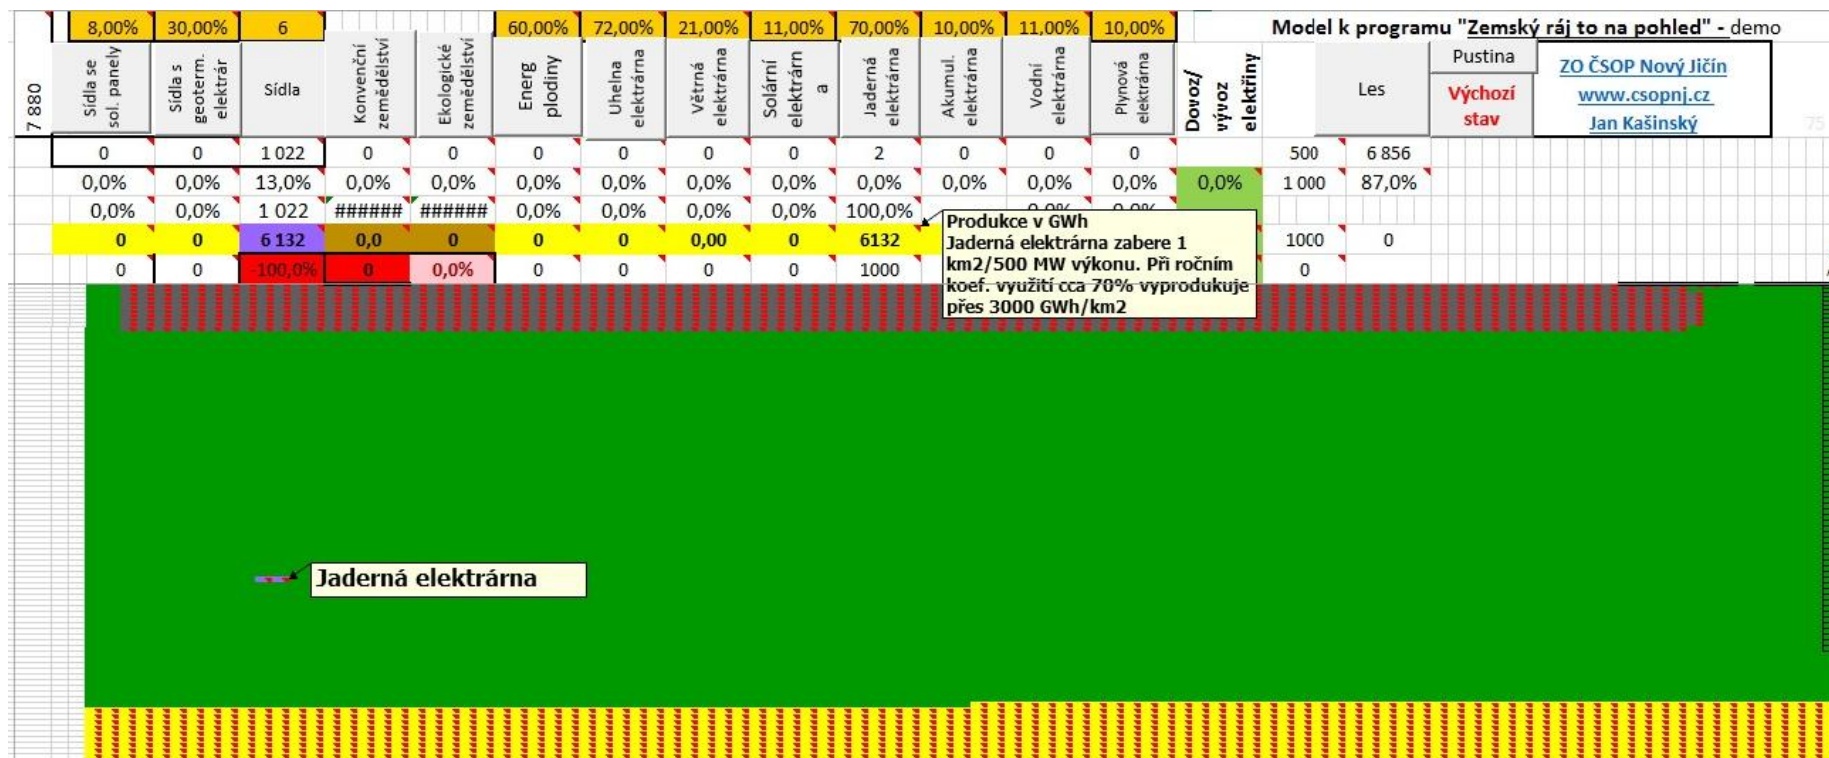 8,00% 30,00% 6 60,00% 72,00% 21,00% 11,00% 70,00% 10,00% 11,00% 10,00% Model k programu "Zemský ráj to na pohled" - demo
7 880
Sídla se
sol. panely
Sídla s
geoterm.
elektrár
Sídla
Konvenční
zemědělství
Ekologické
zemědělství
Energ
plodiny
Uhelna
elektrárna
Větrná
elektrárna
Solární
elektrárn
a
Jaderná
elektrárna
Akumul.
elektrárna
Vodní
elektrárna
Plynová
elektrárna
Dovoz/
vývoz
elektřiny
Les
Pustina
Výchozí
stav
ZO ČSOP Nový Jičín
www.csopnj.cz
Jan Kašinský
75
0 0 1 022 0 0 0 0 0 0 2 0 0 0 500 6 856
0,0% 0,0% 13,0% 0,0% 0,0% 0,0% 0,0% 0,0% 0,0% 0,0% 0,0% 0,0% 0,0% 0,0% 1 000 87,0%
0,0% 0,0% 1 022 ###### ###### 0,0% 0,0% 0,0% 0,0% 100,0%
0 0 6 132 0,0 0 0 0 0,00 0 6132 1000 0
0 0 -100,0% 0 0,0% 0 0 0 0 1000 0
Produkce v GWh
Jaderná elektrárna zabere 1
km2/500 MW výkonu. Při ročním
koef. využití cca 70% vyprodukuje
přes 3000 GWh/km2
Jaderná elektrárna